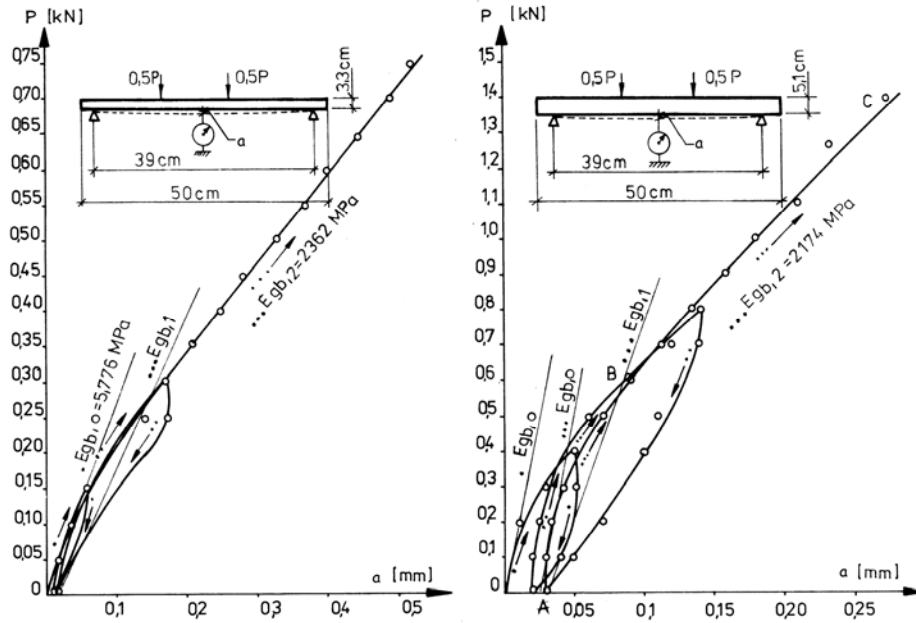 P [kN]
0,75
0,70
0,65
0,60
0,55
0,50
0,45
0,40
0,35
0,30
0,25
0,20
0,15
0,10
0,05
0
0,1
0,2
0,3
0,4
0,5
a [mm]
0,5P
0,5P
3,3cm
a
39cm
50cm
Egb,0=5,776 MPa
Egb,1
Egb,2=2362 MPa
P [kN]
1,5
1,4
1,3
1,2
1,1
1,0
0,9
0,8
0,7
0,6
0,5
0,4
0,3
0,2
0,1
0
0,05
0,1
0,15
0,20
0,25
a [mm]
0,5P
0,5P
5,1cm
a
39cm
50cm
C
B
A
Egb,0
Egb,0
Egb,1
Egb,2=2174 MPa